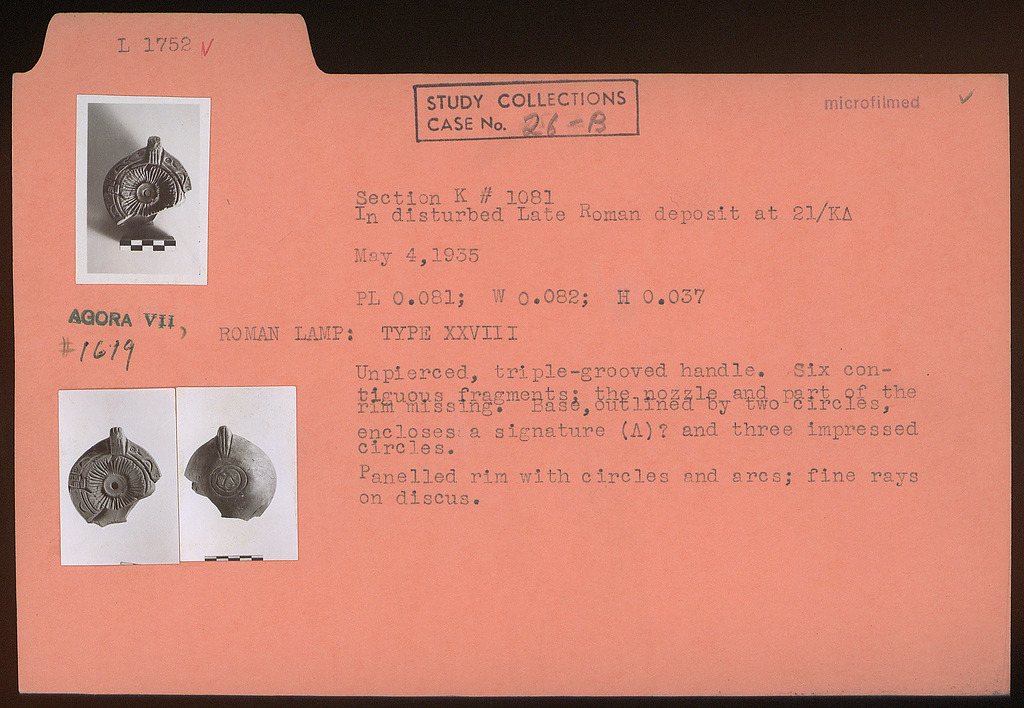 L 1752 ✓
STUDY COLLECTIONS
CASE No. 26-B
microfilmed ✓
Section K # 1081
In disturbed Late Roman deposit at 21/ΚΔ
May 4,1935
PL 0.081; W 0.082; H 0.037
AGORA VII,
#1619
ROMAN LAMP: TYPE XXVIII
Unpierced, triple-grooved handle. Six con-
tiguous fragments; the nozzle and part of the
rim missing. Base,outlined by two circles,
encloses a signature (Λ)? and three impressed
circles.
Panelled rim with circles and arcs; fine rays
on discus.